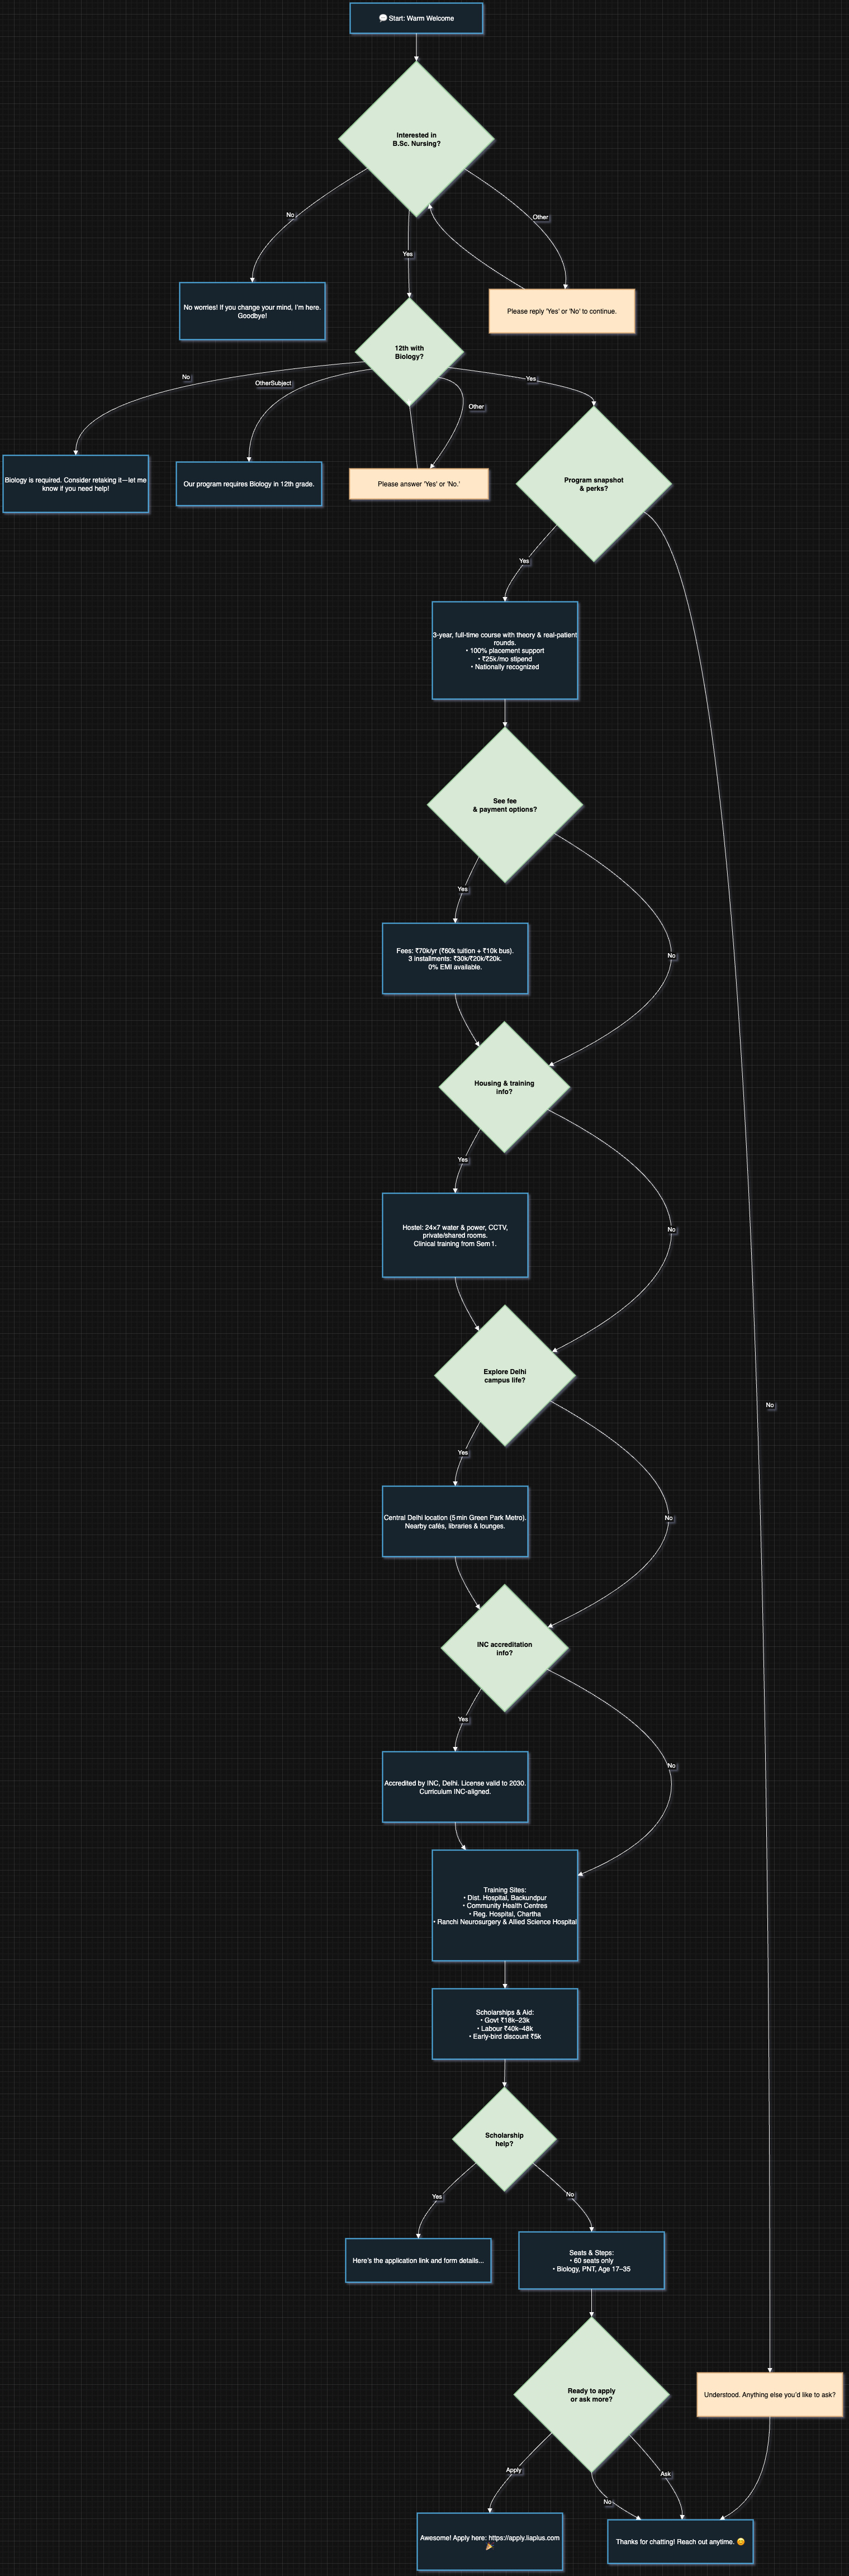 💬 Start: Warm Welcome
Interested in
B.Sc. Nursing?
No
Other
Yes
No worries! If you change your mind, I'm here.
Goodbye!
Please reply 'Yes' or 'No' to continue.
12th with
Biology?
No
OtherSubject
Yes
Other
Biology is required. Consider retaking it—let me
know if you need help!
Our program requires Biology in 12th grade.
Please answer 'Yes' or 'No.'
Program snapshot
& perks?
Yes
3-year, full-time course with theory & real-patient
rounds.
• 100% placement support
• ₹25k/mo stipend
• Nationally recognized
See fee
& payment options?
Yes
Fees: ₹70k/yr (₹60k tuition + ₹10k bus).
3 installments: ₹30k/₹20k/₹20k.
0% EMI available.
No
Housing & training
info?
Yes
Hostel: 24×7 water & power, CCTV,
private/shared rooms.
Clinical training from Sem 1.
No
Explore Delhi
campus life?
No
Yes
Central Delhi location (5 min Green Park Metro).
Nearby cafés, libraries & lounges.
No
INC accreditation
info?
Yes
No
Accredited by INC, Delhi. License valid to 2030.
Curriculum INC-aligned.
Training Sites:
• Dist. Hospital, Backundpur
• Community Health Centres
• Reg. Hospital, Chartha
• Ranchi Neurosurgery & Allied Science Hospital
Scholarships & Aid:
• Govt ₹18k–23k
• Labour ₹40k–48k
• Early-bird discount ₹5k
Scholarship
help?
Yes
No
Here's the application link and form details...
Seats & Steps:
• 60 seats only
• Biology, PNT, Age 17–35
Ready to apply
or ask more?
Understood. Anything else you'd like to ask?
Apply
Ask
No
Awesome! Apply here: https://apply.liaplus.com
🎉
Thanks for chatting! Reach out anytime. 😊